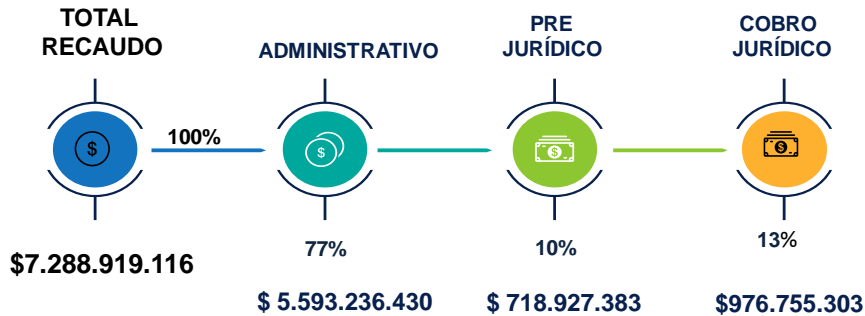 TOTAL
RECAUDO
ADMINISTRATIVO
PRE
JURÍDICO
COBRO
JURÍDICO
$
100%
$
$
$
$7.288.919.116
77%
10%
13%
$ 5.593.236.430
$ 718.927.383
$976.755.303